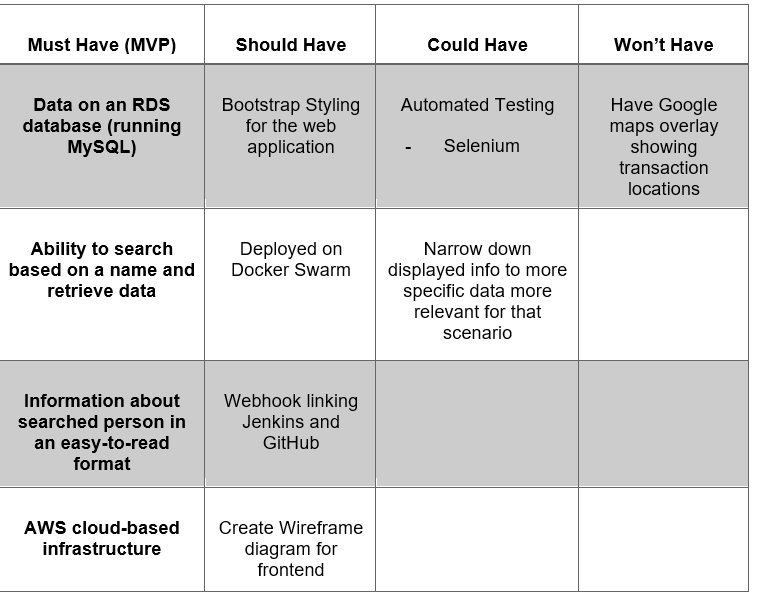 Must Have (MVP)
Should Have
Could Have
Won’t Have
Data on an RDS
database (running
MySQL)
Bootstrap Styling
for the web
application
Automated Testing
- Selenium
Have Google
maps overlay
showing
transaction
locations
Ability to search
based on a name and
retrieve data
Deployed on
Docker Swarm
Narrow down
displayed info to more
specific data more
relevant for that
scenario
Information about
searched person in
an easy-to-read
format
Webhook linking
Jenkins and
GitHub
AWS cloud-based
infrastructure
Create Wireframe
diagram for
frontend